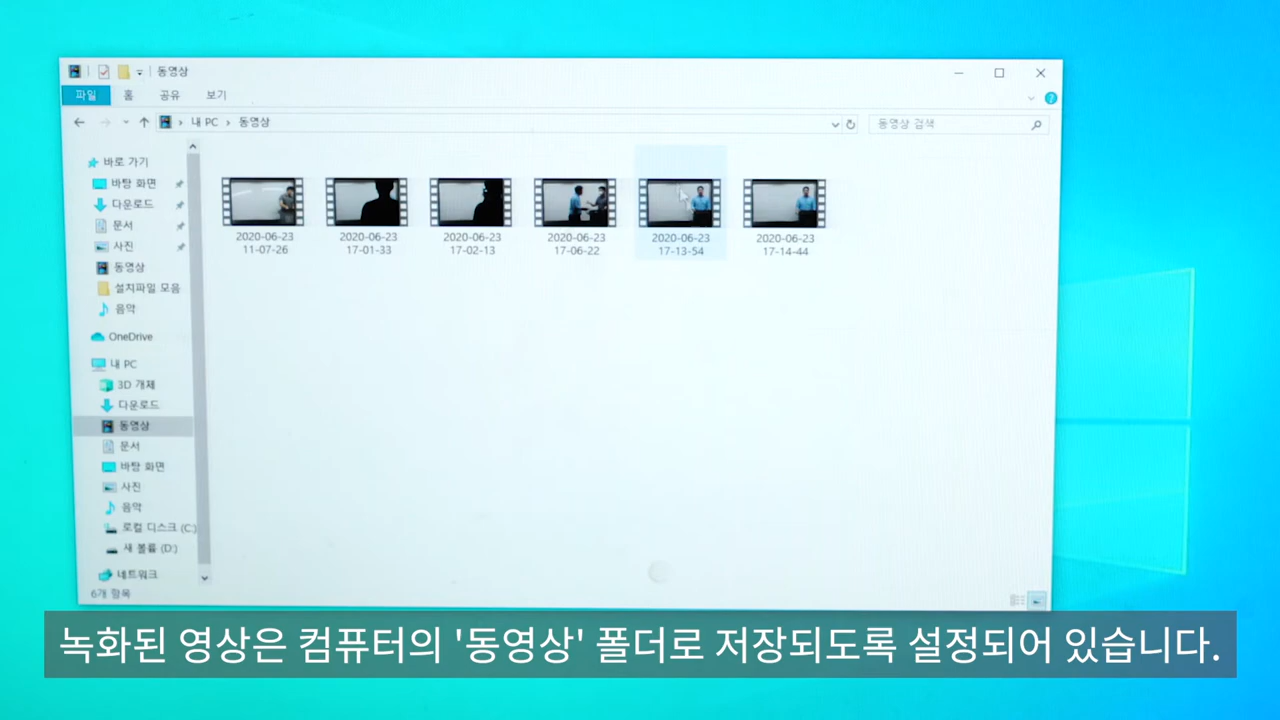 동영상
파일 홈 공유 보기
내 PC › 동영상
동영상 검색
바로 가기
바탕 화면
다운로드
문서
사진
동영상
설치파일 모음
음악
OneDrive
내 PC
3D 개체
다운로드
동영상
문서
바탕 화면
사진
음악
로컬 디스크 (C:)
새 볼륨 (D:)
네트워크
2020-06-23
11-07-26
2020-06-23
17-01-33
2020-06-23
17-02-13
2020-06-23
17-06-22
2020-06-23
17-13-54
2020-06-23
17-14-44
6개 항목
녹화된 영상은 컴퓨터의 '동영상' 폴더로 저장되도록 설정되어 있습니다.